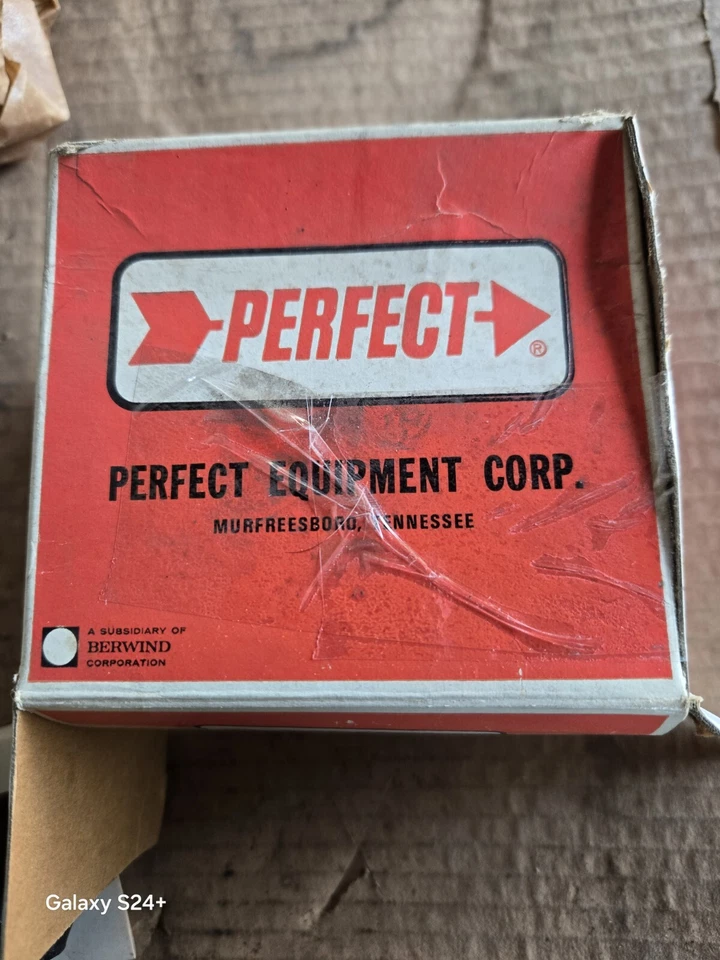 PERFECT
®
PERFECT EQUIPMENT CORP.
MURFREESBORO, TENNESSEE
A SUBSIDIARY OF
BERWIND
CORPORATION
Galaxy S24+